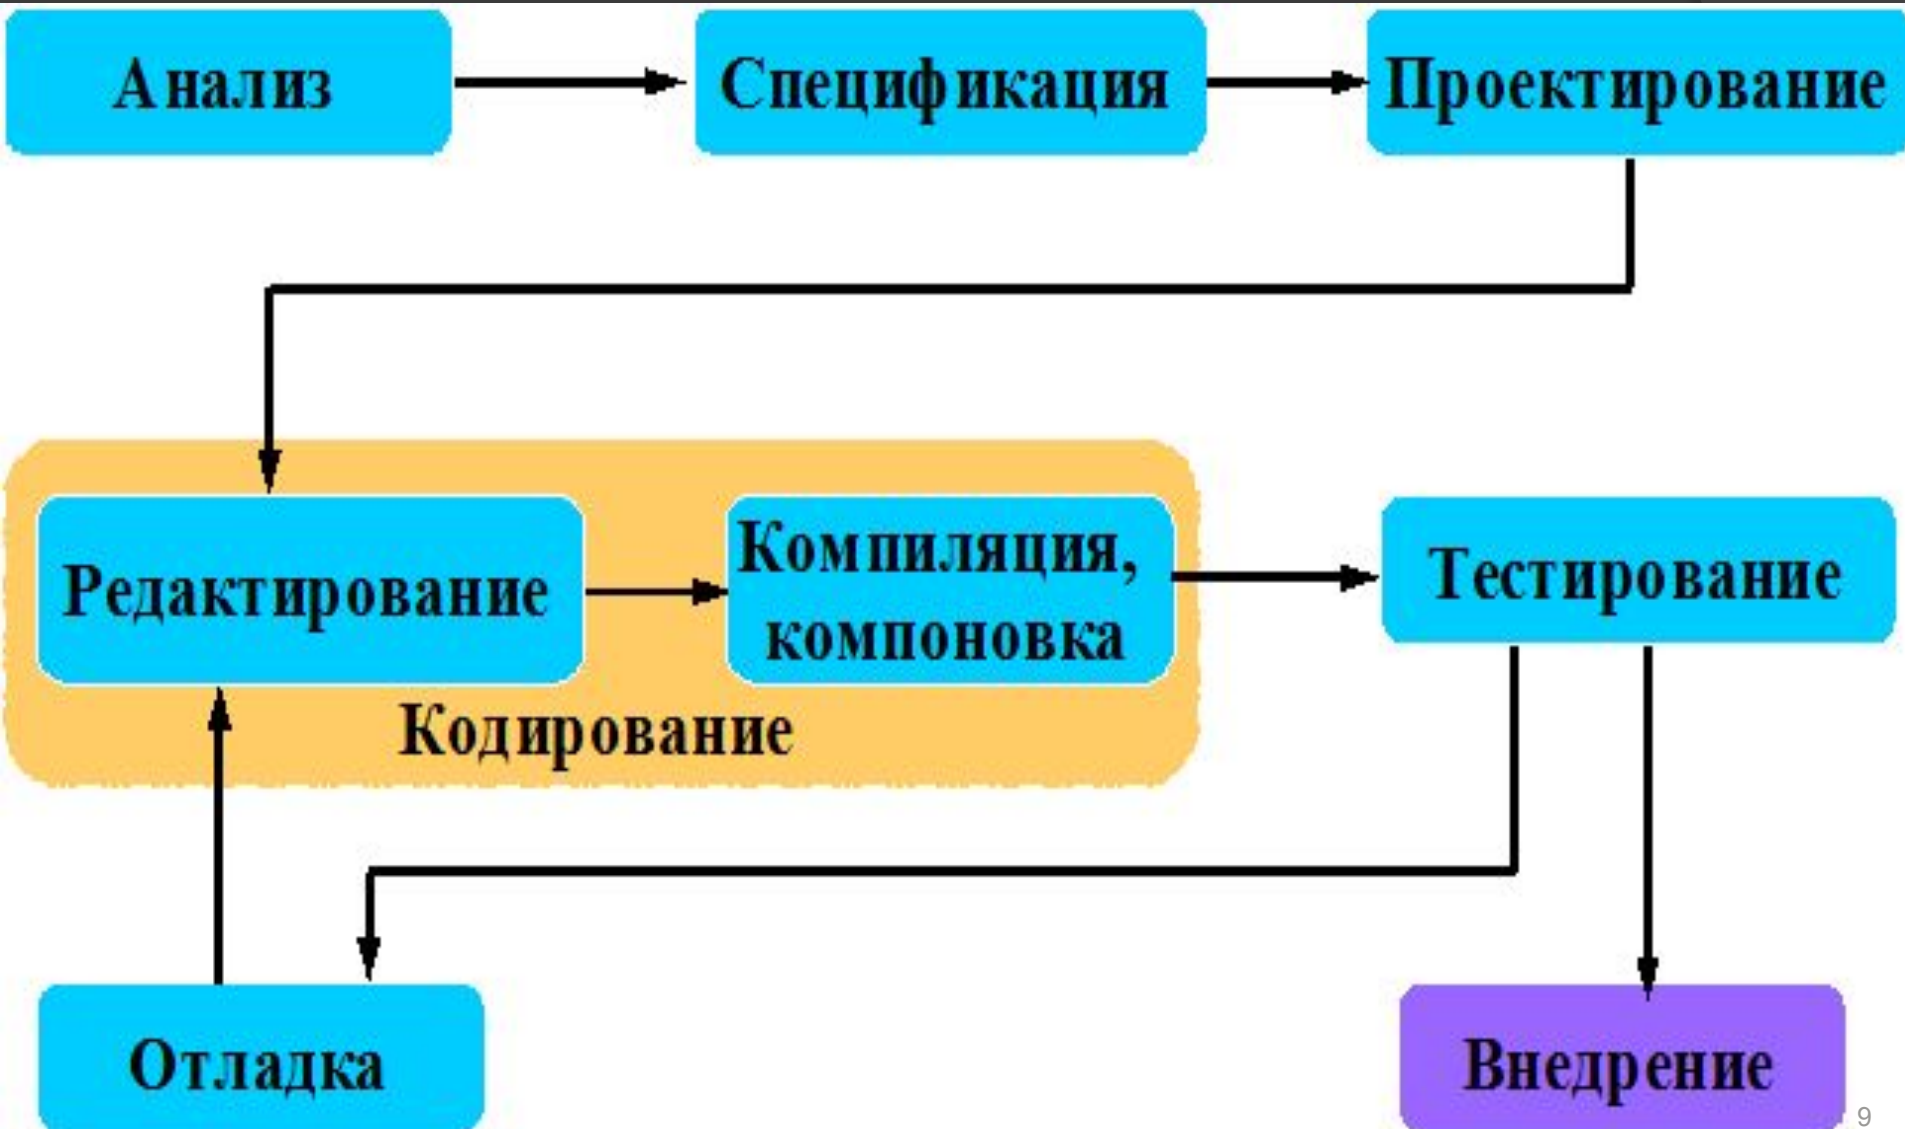 Анализ
Спецификация
Проектирование
Редактирование
Компиляция,
компоновка
Тестирование
Кодирование
Отладка
Внедрение
9